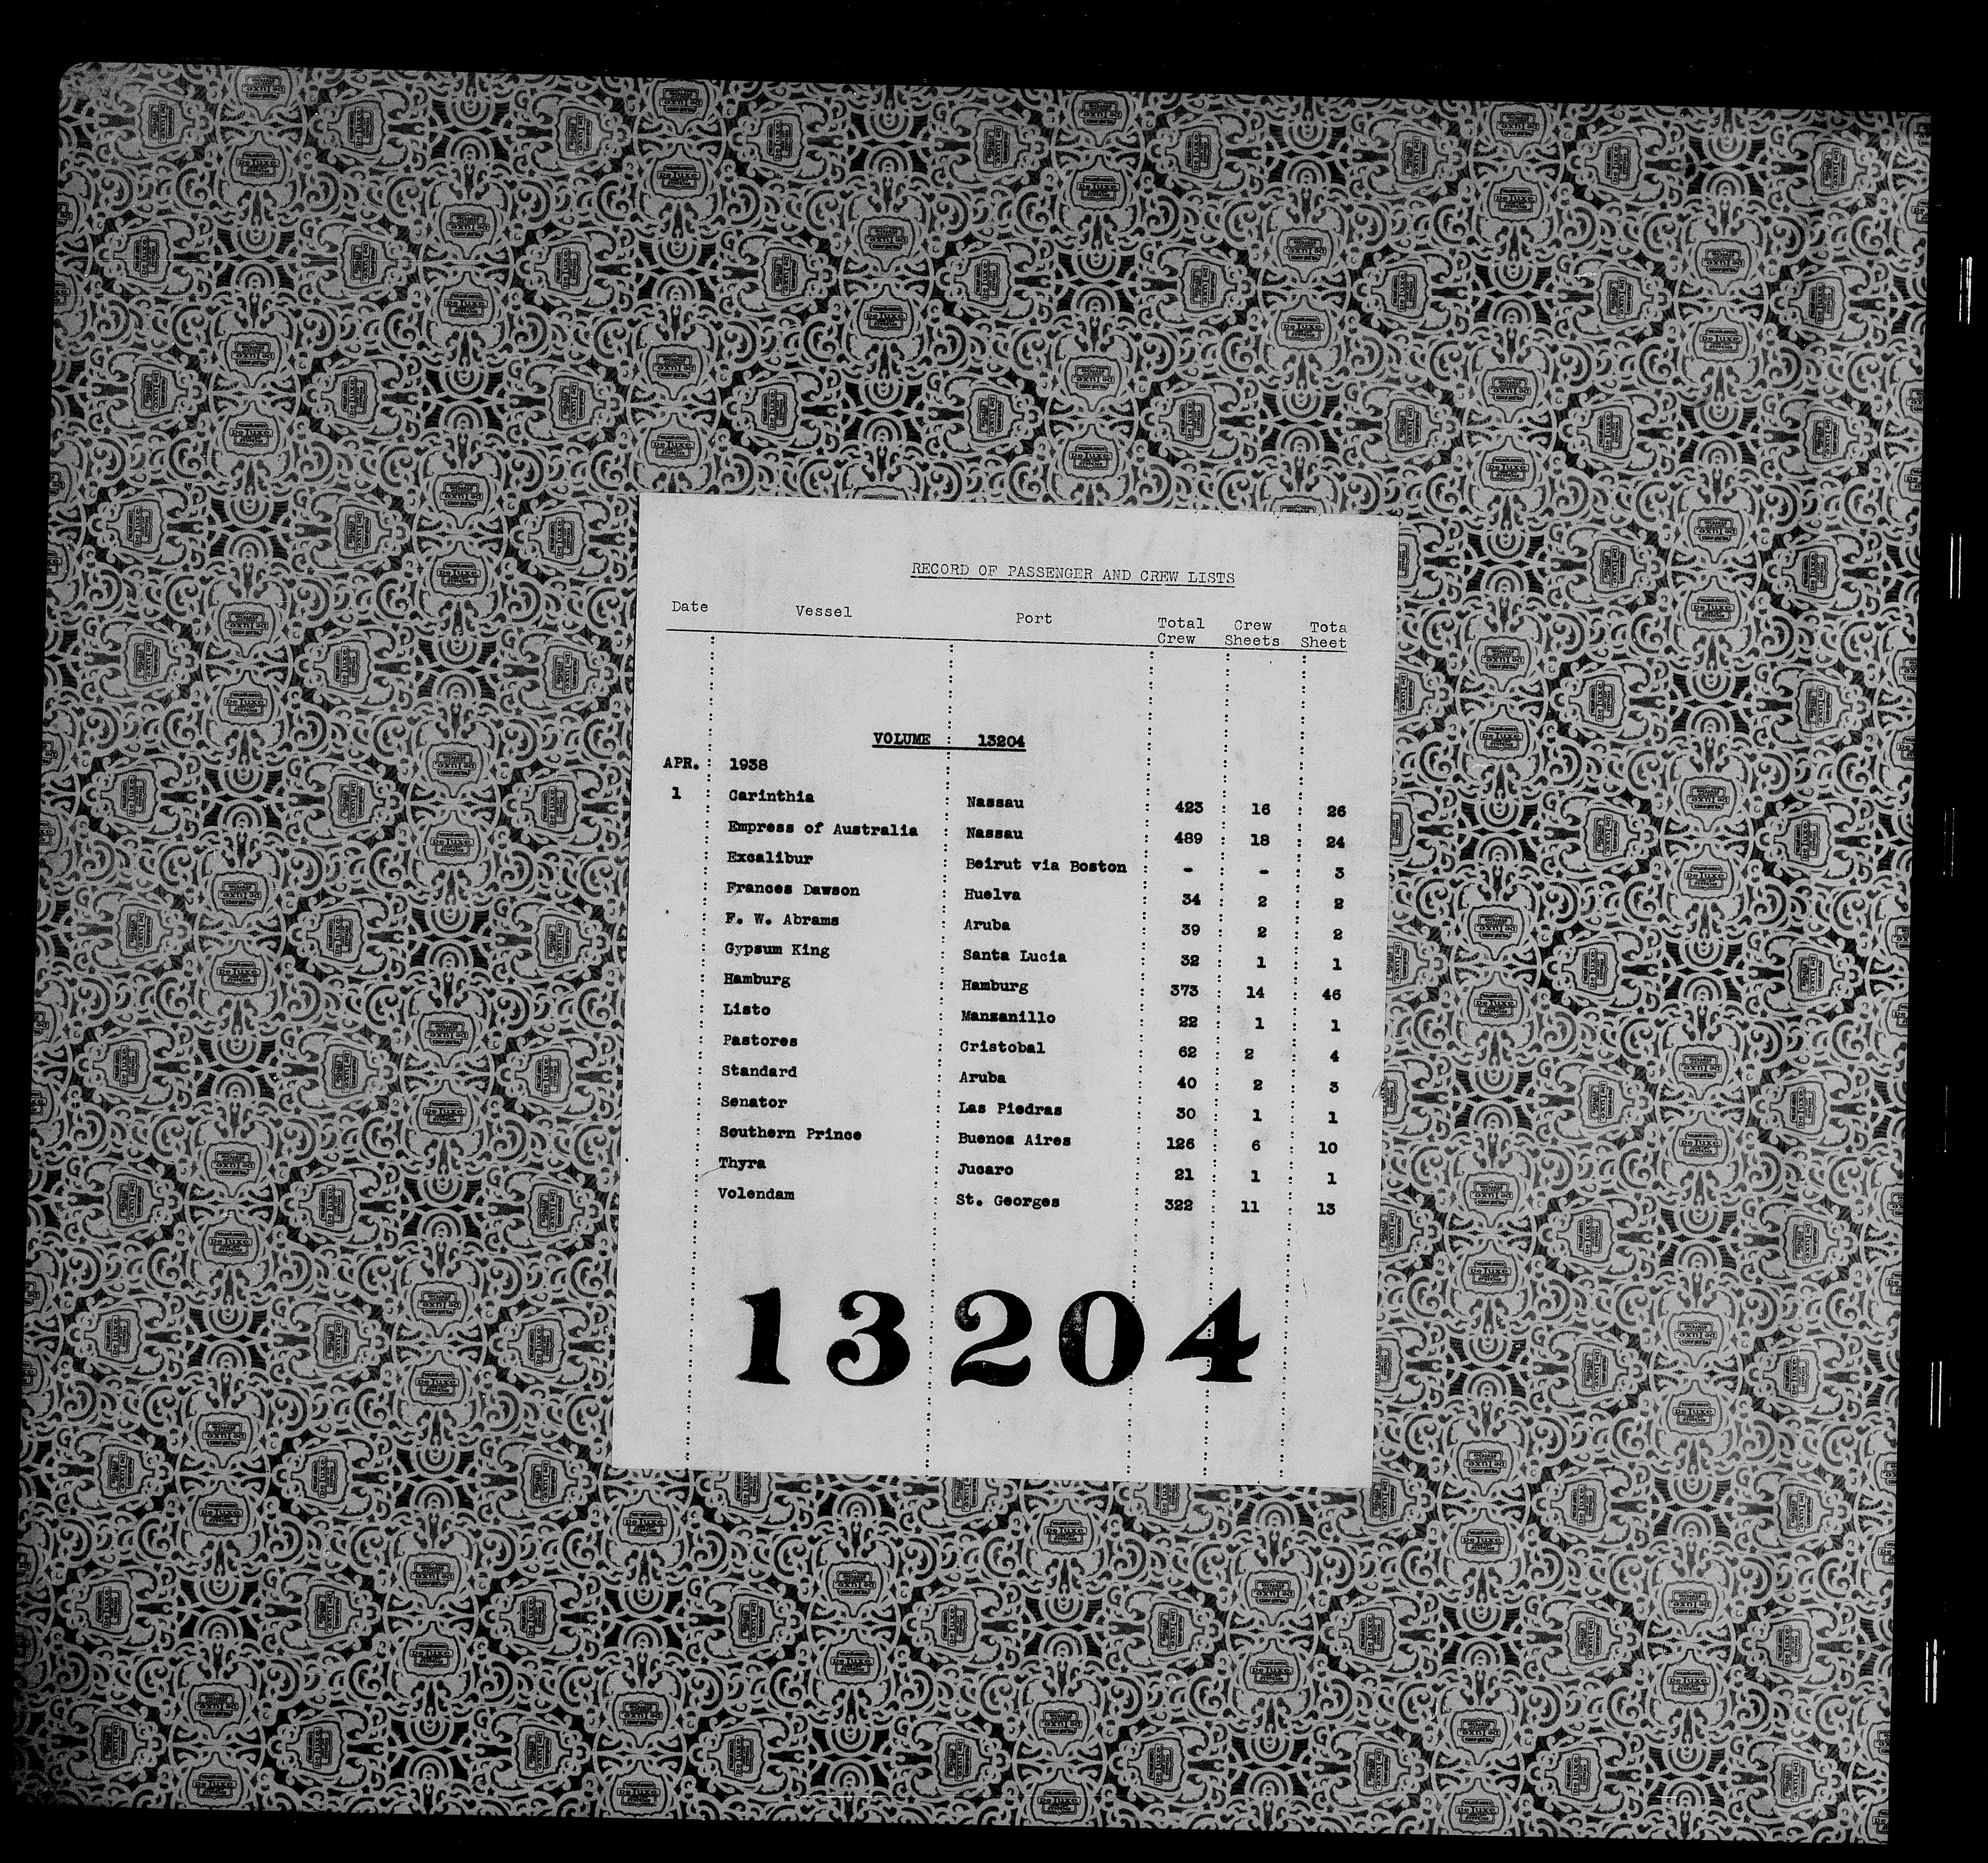 RECORD OF PASSENGER AND CREW LISTS
Date Vessel Port Total Crew Crew Sheets Tota Sheet
VOLUME 13204
APR. 1938
1 Carinthia Nassau 423 16 26
Empress of Australia Nassau 489 18 24
Excalibur Beirut via Boston - - 3
Frances Dawson Huelva 34 2 2
F. W. Abrams Aruba 39 2 2
Gypsum King Santa Lucia 32 1 1
Hamburg Hamburg 373 14 46
Listo Manzanillo 22 1 1
Pastores Cristobal 62 2 4
Standard Aruba 40 2 3
Senator Las Piedras 30 1 1
Southern Prince Buenos Aires 126 6 10
Thyra Jucaro 21 1 1
Volendam St. Georges 322 11 13
13204